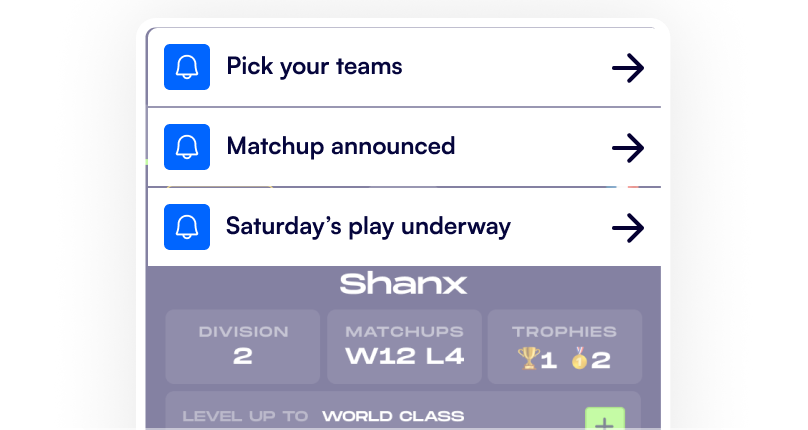 Pick your teams
Matchup announced
Saturday’s play underway
Shanx
DIVISION MATCHUPS TROPHIES
2 W12 L4 🏆1 🏅2
LEVEL UP TO WORLD CLASS